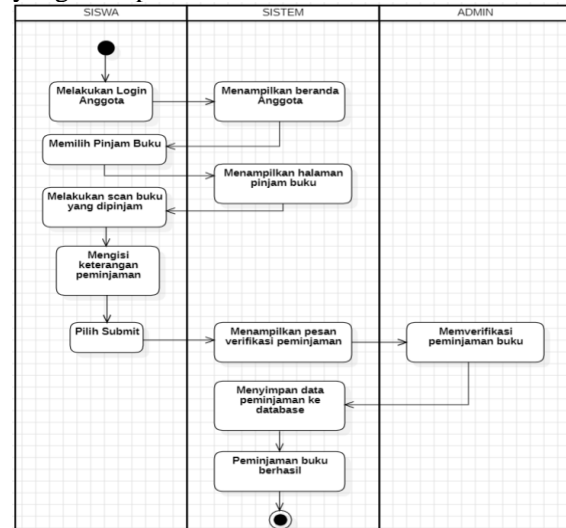 SISWA
SISTEM
ADMIN
Melakukan Login
Anggota
Menampilkan beranda
Anggota
Memilih Pinjam Buku
Menampilkan halaman
pinjam buku
Melakukan scan buku
yang dipinjam
Mengisi
keterangan
peminjaman
Pilih Submit
Menampilkan pesan
verifikasi peminjaman
Memverifikasi
peminjaman buku
Menyimpan data
peminjaman ke
database
Peminjaman buku
berhasil